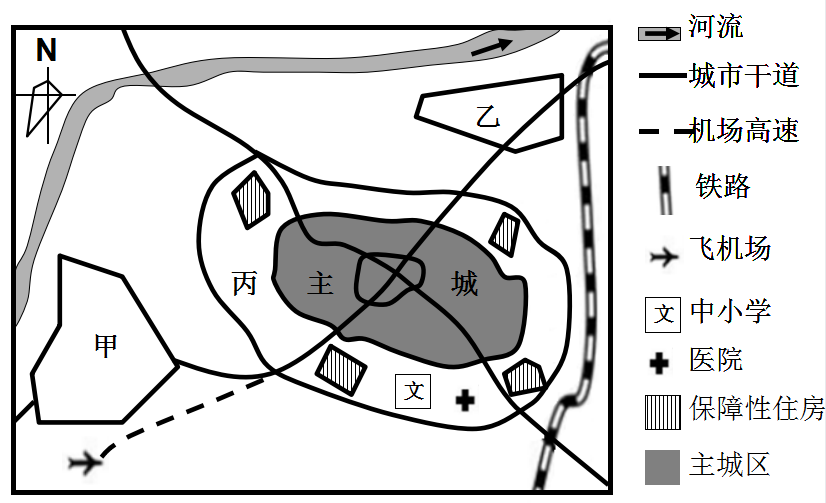 N
乙
丙 主 城
甲
文
河流
城市干道
机场高速
铁路
飞机场
文 中小学
医院
保障性住房
主城区